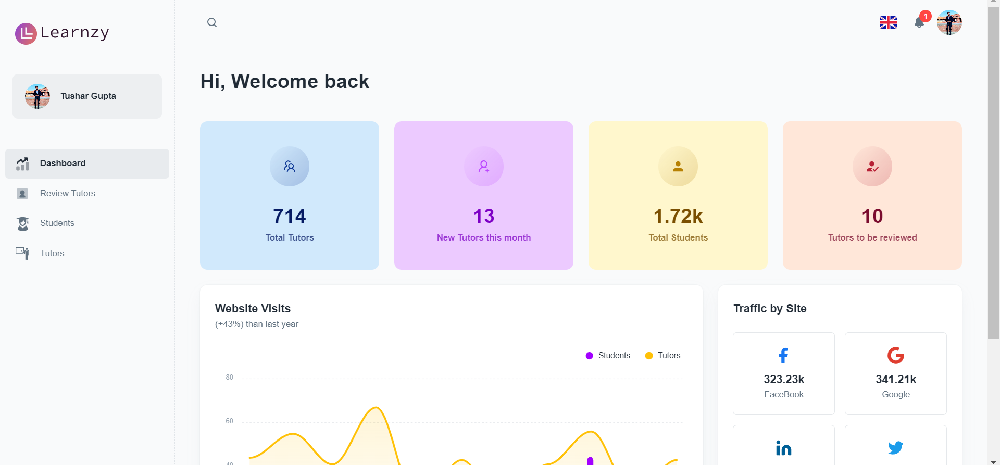 Learnzy
1
Hi, Welcome back
Tushar Gupta
Dashboard
Review Tutors
Students
Tutors
714
Total Tutors
13
New Tutors this month
1.72k
Total Students
10
Tutors to be reviewed
Website Visits
(+43%) than last year
Students
Tutors
80
60
40
Traffic by Site
323.23k
FaceBook
341.21k
Google